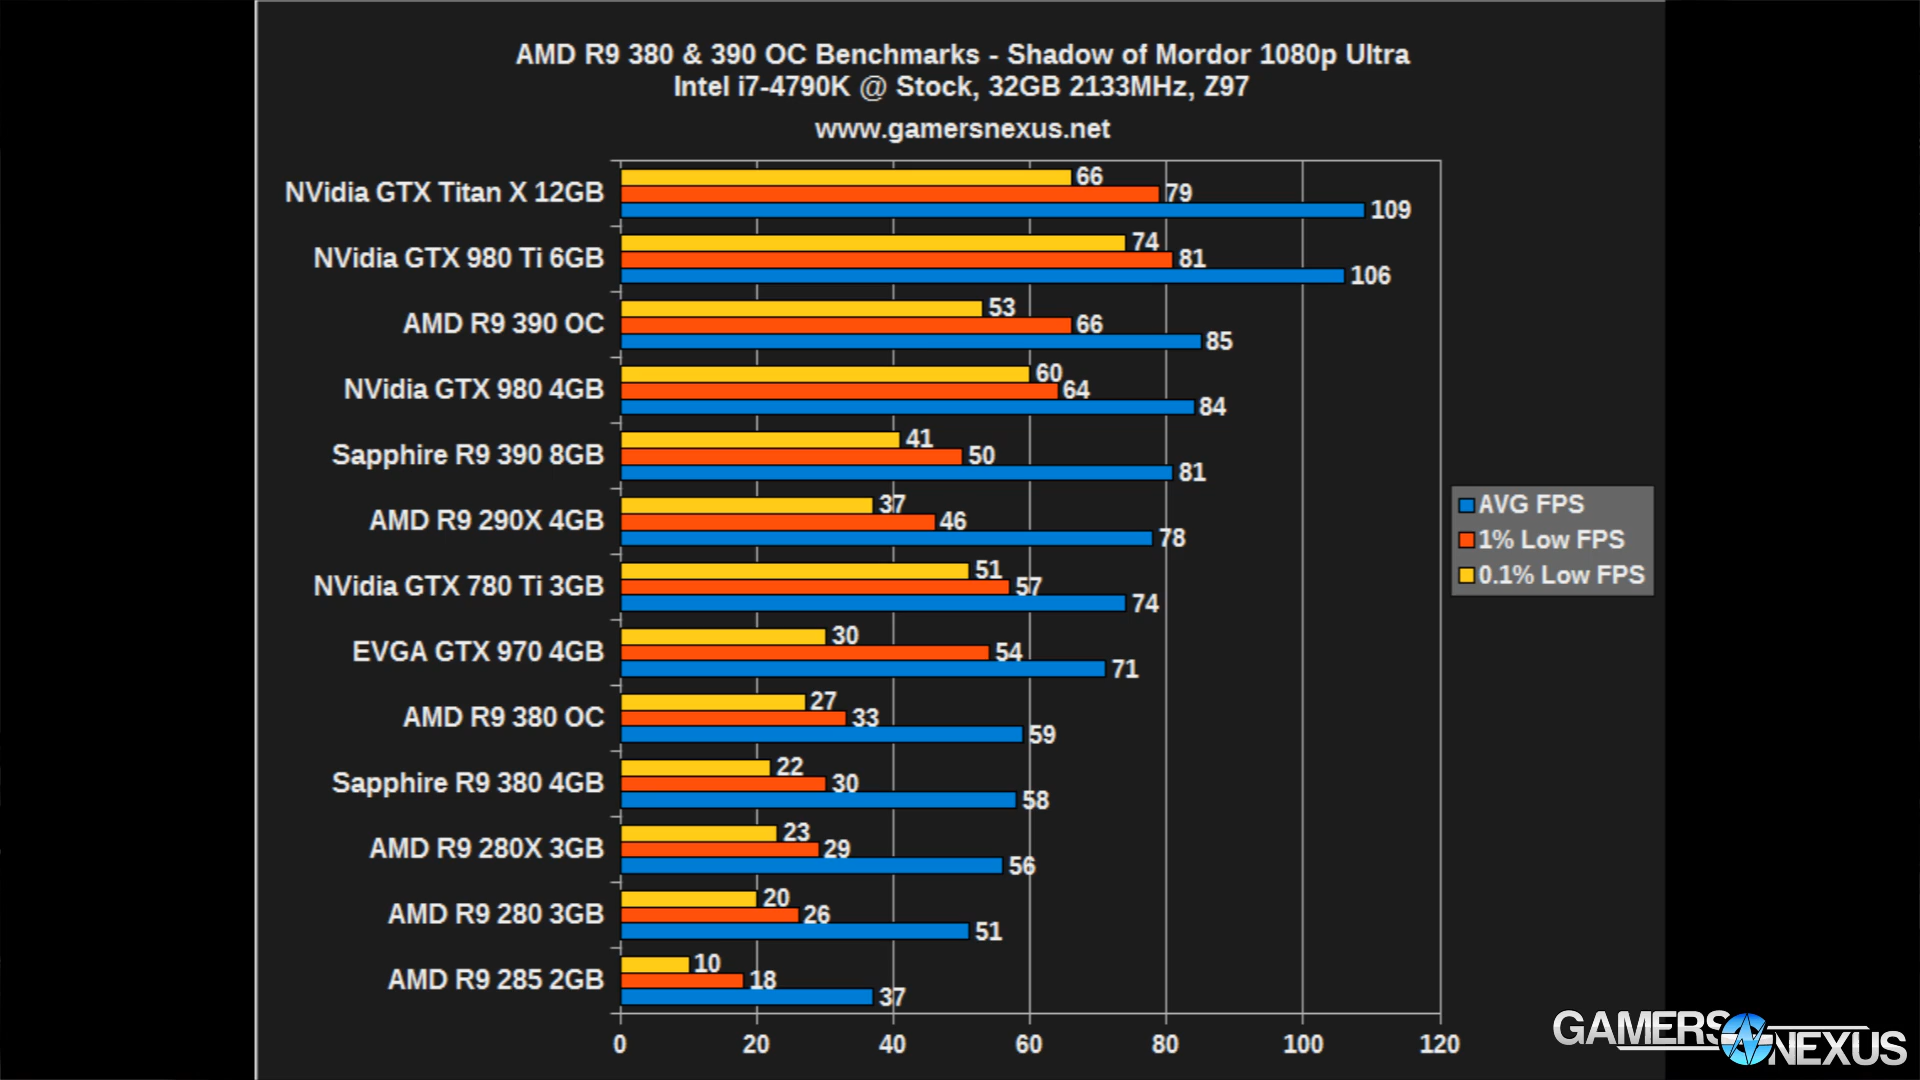 AMD R9 380 & 390 OC Benchmarks - Shadow of Mordor 1080p Ultra
Intel i7-4790K @ Stock, 32GB 2133MHz, Z97
www.gamersnexus.net
NVidia GTX Titan X 12GB 66 79 109
NVidia GTX 980 Ti 6GB 74 81 106
AMD R9 390 OC 53 66 85
NVidia GTX 980 4GB 60 64 84
Sapphire R9 390 8GB 41 50 81
AMD R9 290X 4GB 37 46 78
NVidia GTX 780 Ti 3GB 51 57 74
EVGA GTX 970 4GB 30 54 71
AMD R9 380 OC 27 33 59
Sapphire R9 380 4GB 22 30 58
AMD R9 280X 3GB 23 29 56
AMD R9 280 3GB 20 26 51
AMD R9 285 2GB 10 18 37
0 20 40 60 80 100 120
AVG FPS
1% Low FPS
0.1% Low FPS
GAMERS NEXUS